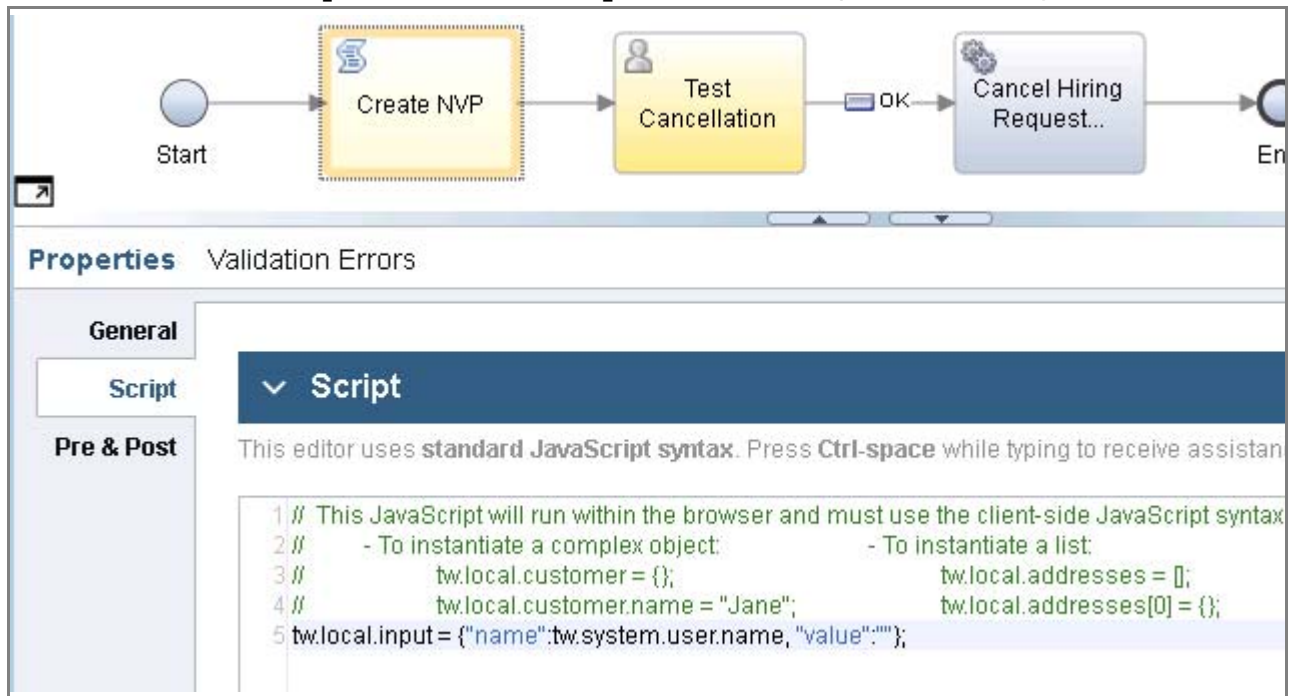 Create NVP
Test
Cancellation
OK
Cancel Hiring
Request...
Start
En
Properties Validation Errors
General
Script
Pre & Post
Script
This editor uses standard JavaScript syntax. Press Ctrl-space while typing to receive assistan
1 // This JavaScript will run within the browser and must use the client-side JavaScript syntax
2 // - To instantiate a complex object: - To instantiate a list:
3 // tw.local.customer = {}; tw.local.addresses = [];
4 // tw.local.customer.name = "Jane"; tw.local.addresses[0] = {};
5 tw.local.input = {"name":tw.system.user.name, "value":""};